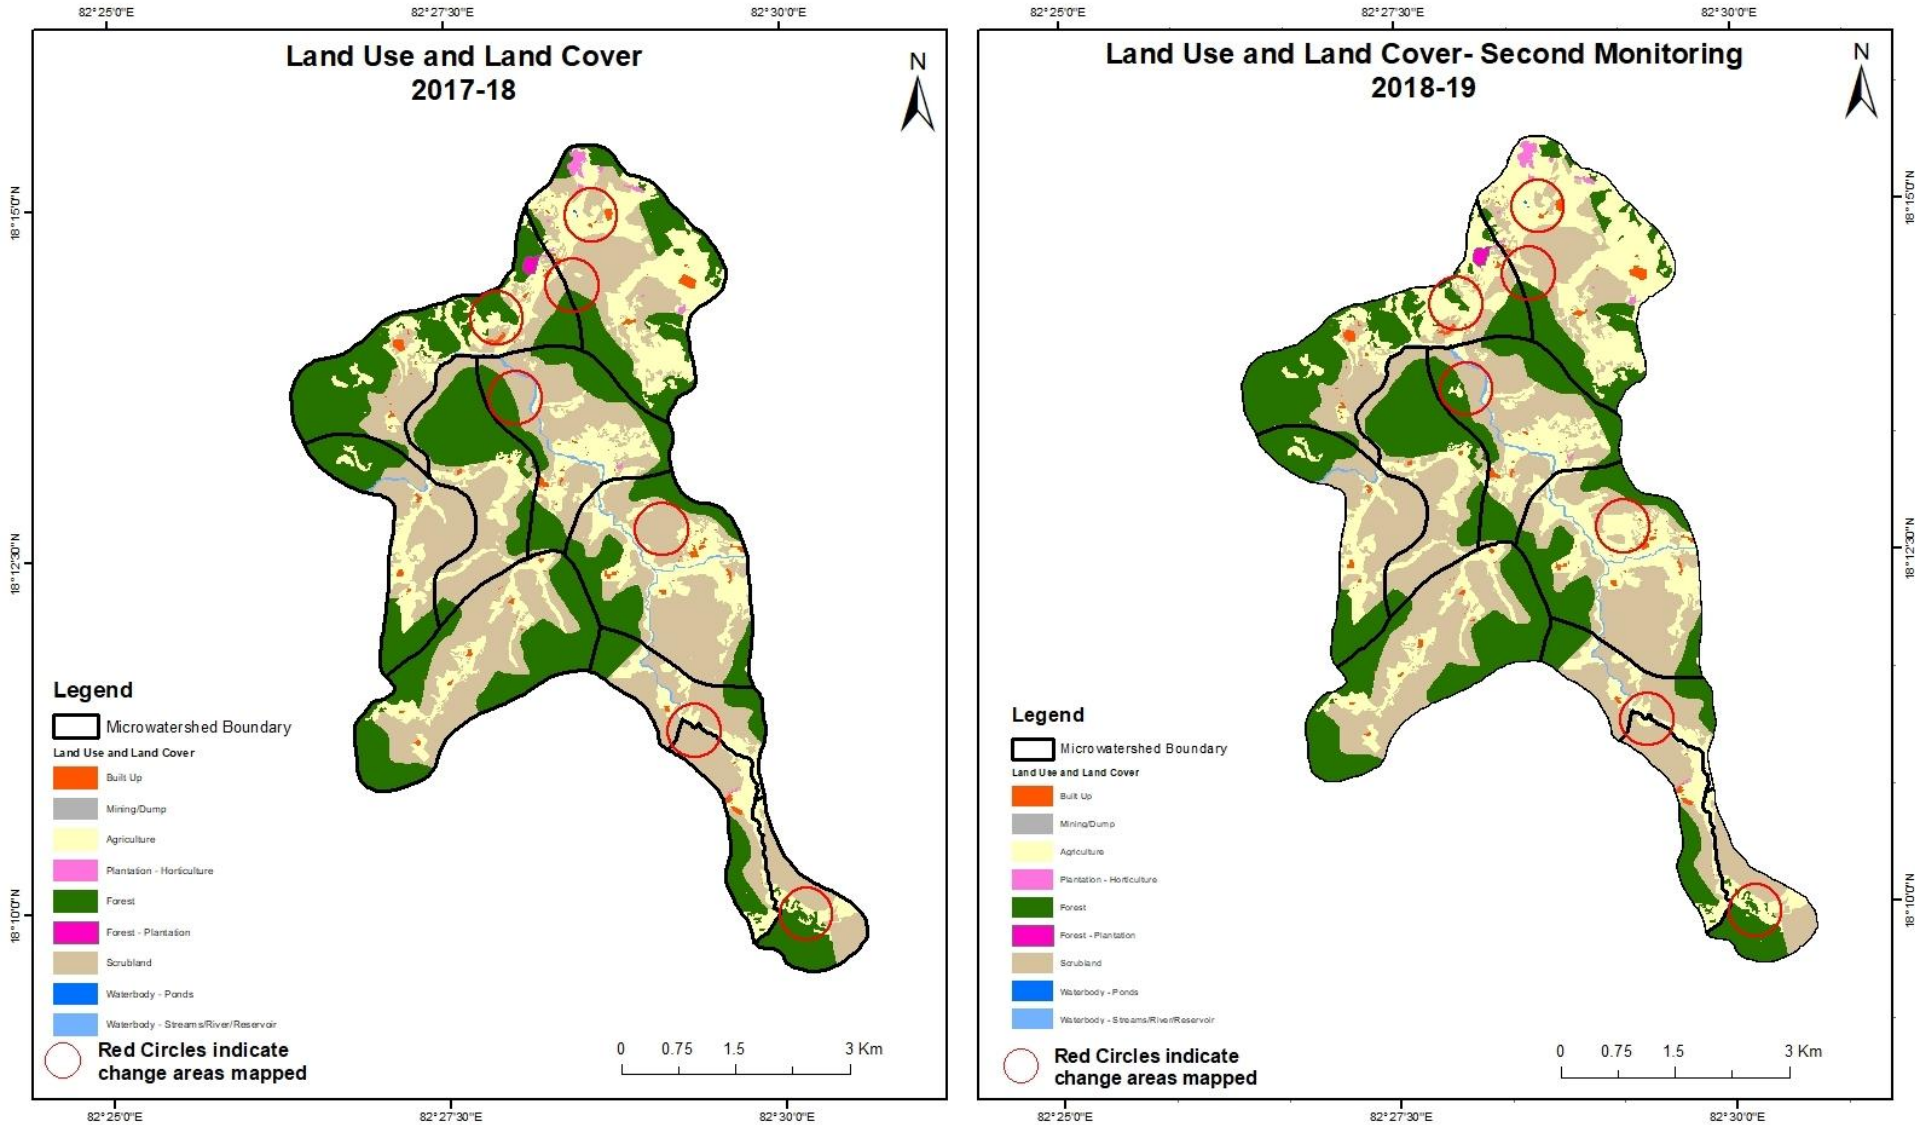 82°25'0"E
82°27'30"E
82°30'0"E
Land Use and Land Cover
2017-18
N
18°15'0"N
18°12'30"N
18°10'0"N
Legend
Microwatershed Boundary
Land Use and Land Cover
Built Up
Mining/Dump
Agriculture
Plantation - Horticulture
Forest
Forest - Plantation
Scrubland
Waterbody - Ponds
Waterbody - Streams/River/Reservoir
Red Circles indicate
change areas mapped
0 0.75 1.5 3 Km
82°25'0"E
82°27'30"E
82°30'0"E
82°25'0"E
82°27'30"E
82°30'0"E
Land Use and Land Cover- Second Monitoring
2018-19
N
18°15'0"N
18°12'30"N
18°10'0"N
Legend
Microwatershed Boundary
Land Use and Land Cover
Built Up
Mining/Dump
Agriculture
Plantation - Horticulture
Forest
Forest - Plantation
Scrubland
Waterbody - Ponds
Waterbody - Streams/River/Reservoir
Red Circles indicate
change areas mapped
0 0.75 1.5 3 Km
82°25'0"E
82°27'30"E
82°30'0"E